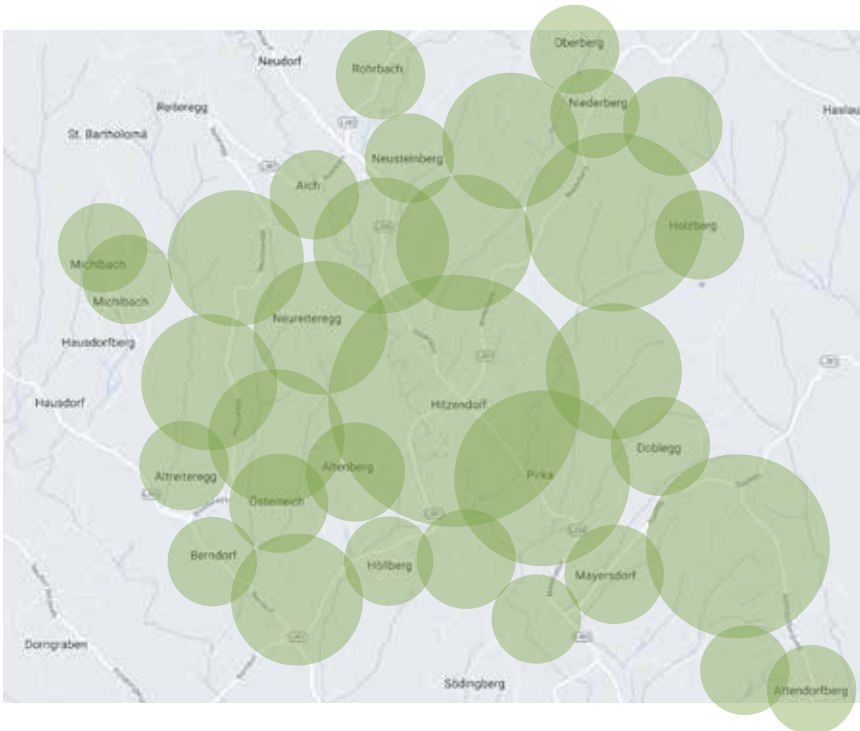 Oberberg
Neudorf
Rohrbach
Reiteregg
Niederberg
Haslau
St. Bartholomä
Neusteinberg
Aich
Holzberg
Michlbach
Michlbach
Neureiteregg
Hausdorfberg
Hausdorf
Hitzendorf
Doblegg
Altenberg
Altreiteregg
Pirka
Österreich
Berndorf
Höllberg
Mayersdorf
Dorngraben
Södingberg
Attendorfberg